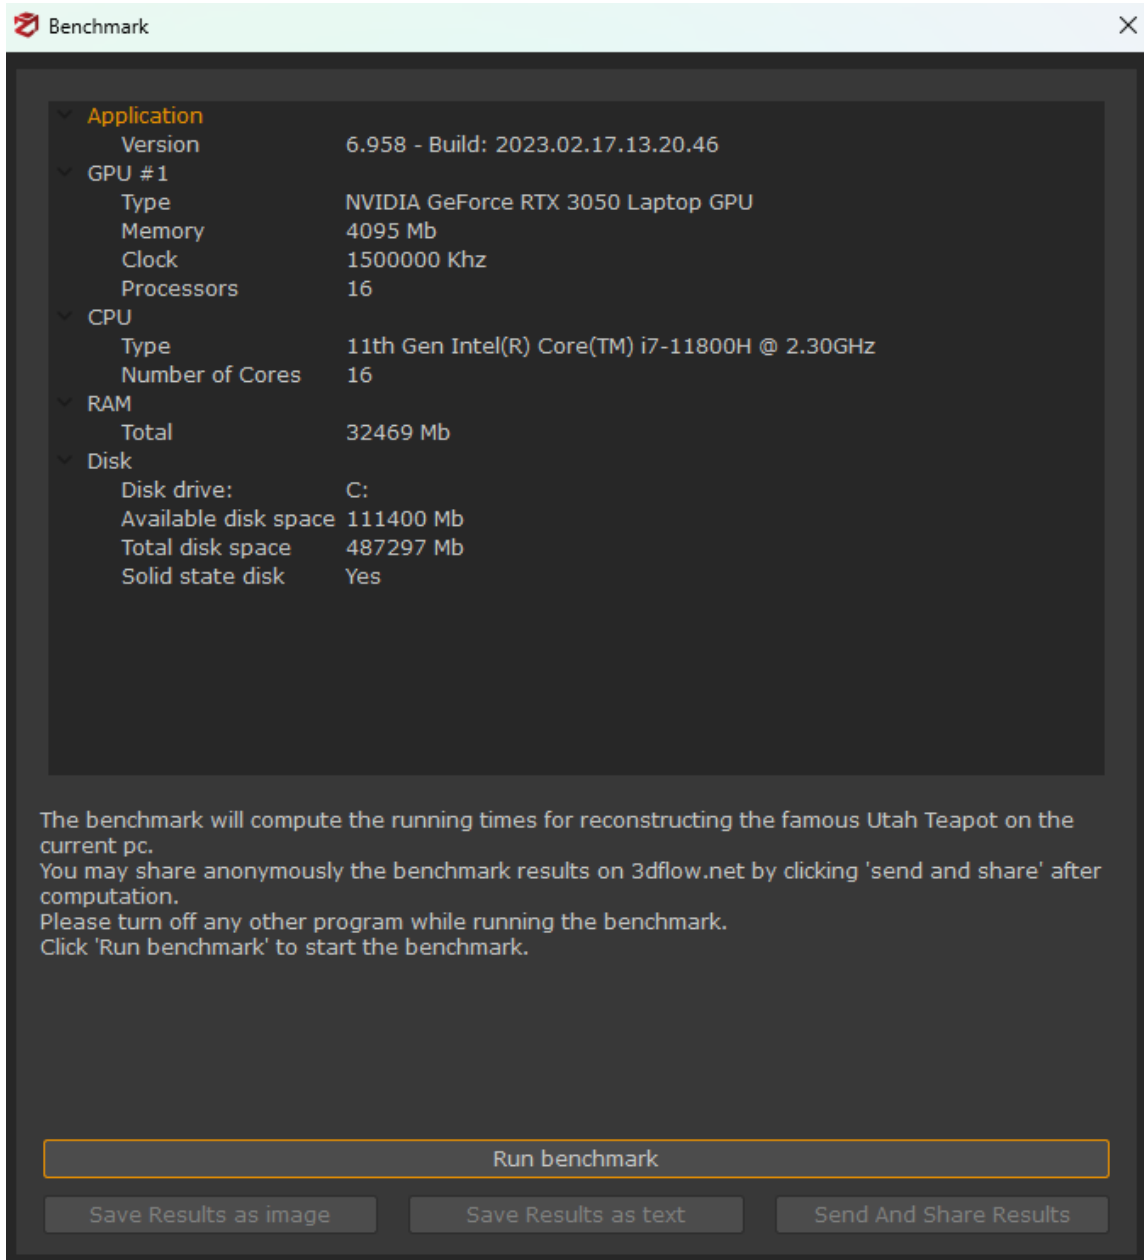 Benchmark
Application
Version 6.958 - Build: 2023.02.17.13.20.46
GPU #1
Type NVIDIA GeForce RTX 3050 Laptop GPU
Memory 4095 Mb
Clock 1500000 Khz
Processors 16
CPU
Type 11th Gen Intel(R) Core(TM) i7-11800H @ 2.30GHz
Number of Cores 16
RAM
Total 32469 Mb
Disk
Disk drive: C:
Available disk space 111400 Mb
Total disk space 487297 Mb
Solid state disk Yes
The benchmark will compute the running times for reconstructing the famous Utah Teapot on the
current pc.
You may share anonymously the benchmark results on 3dflow.net by clicking 'send and share' after
computation.
Please turn off any other program while running the benchmark.
Click 'Run benchmark' to start the benchmark.
Run benchmark
Save Results as image Save Results as text Send And Share Results